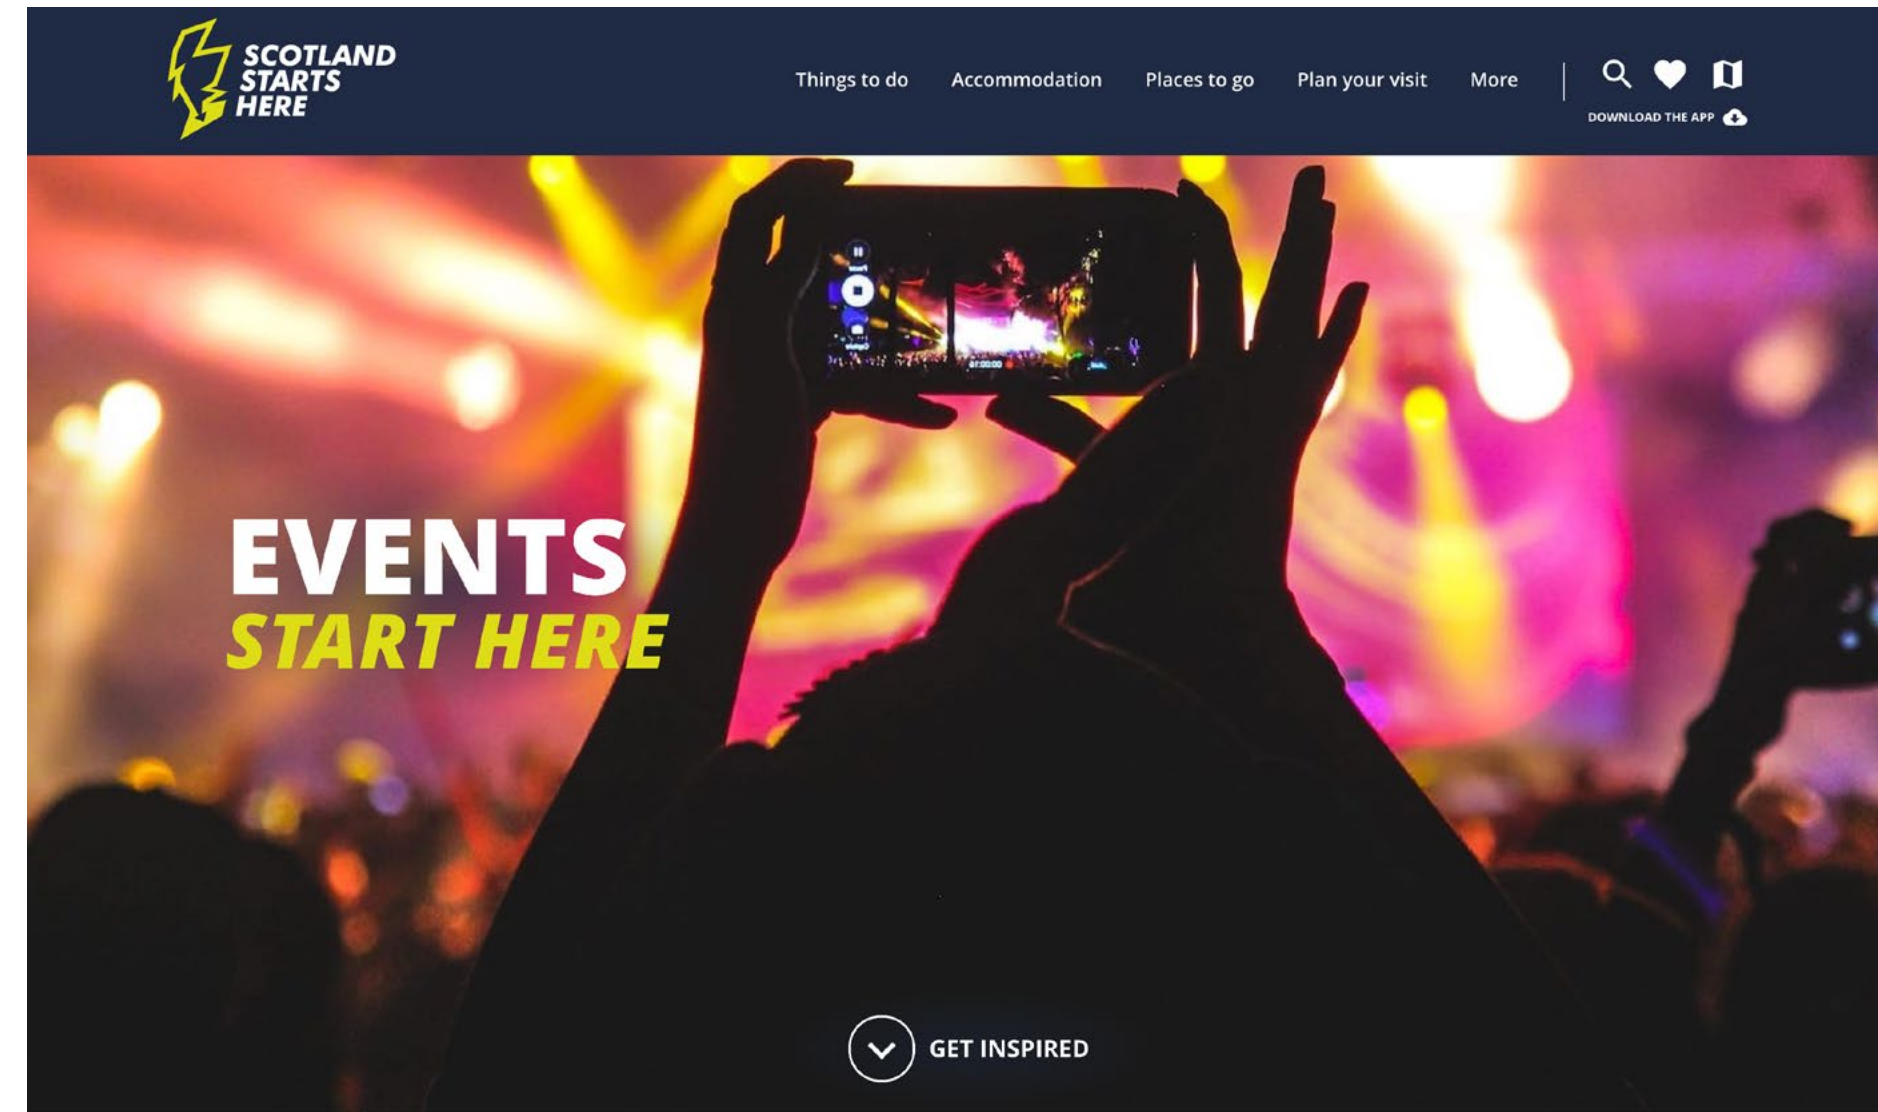 SCOTLAND
STARTS
HERE
Things to do
Accommodation
Places to go
Plan your visit
More
DOWNLOAD THE APP
EVENTS
START HERE
GET INSPIRED